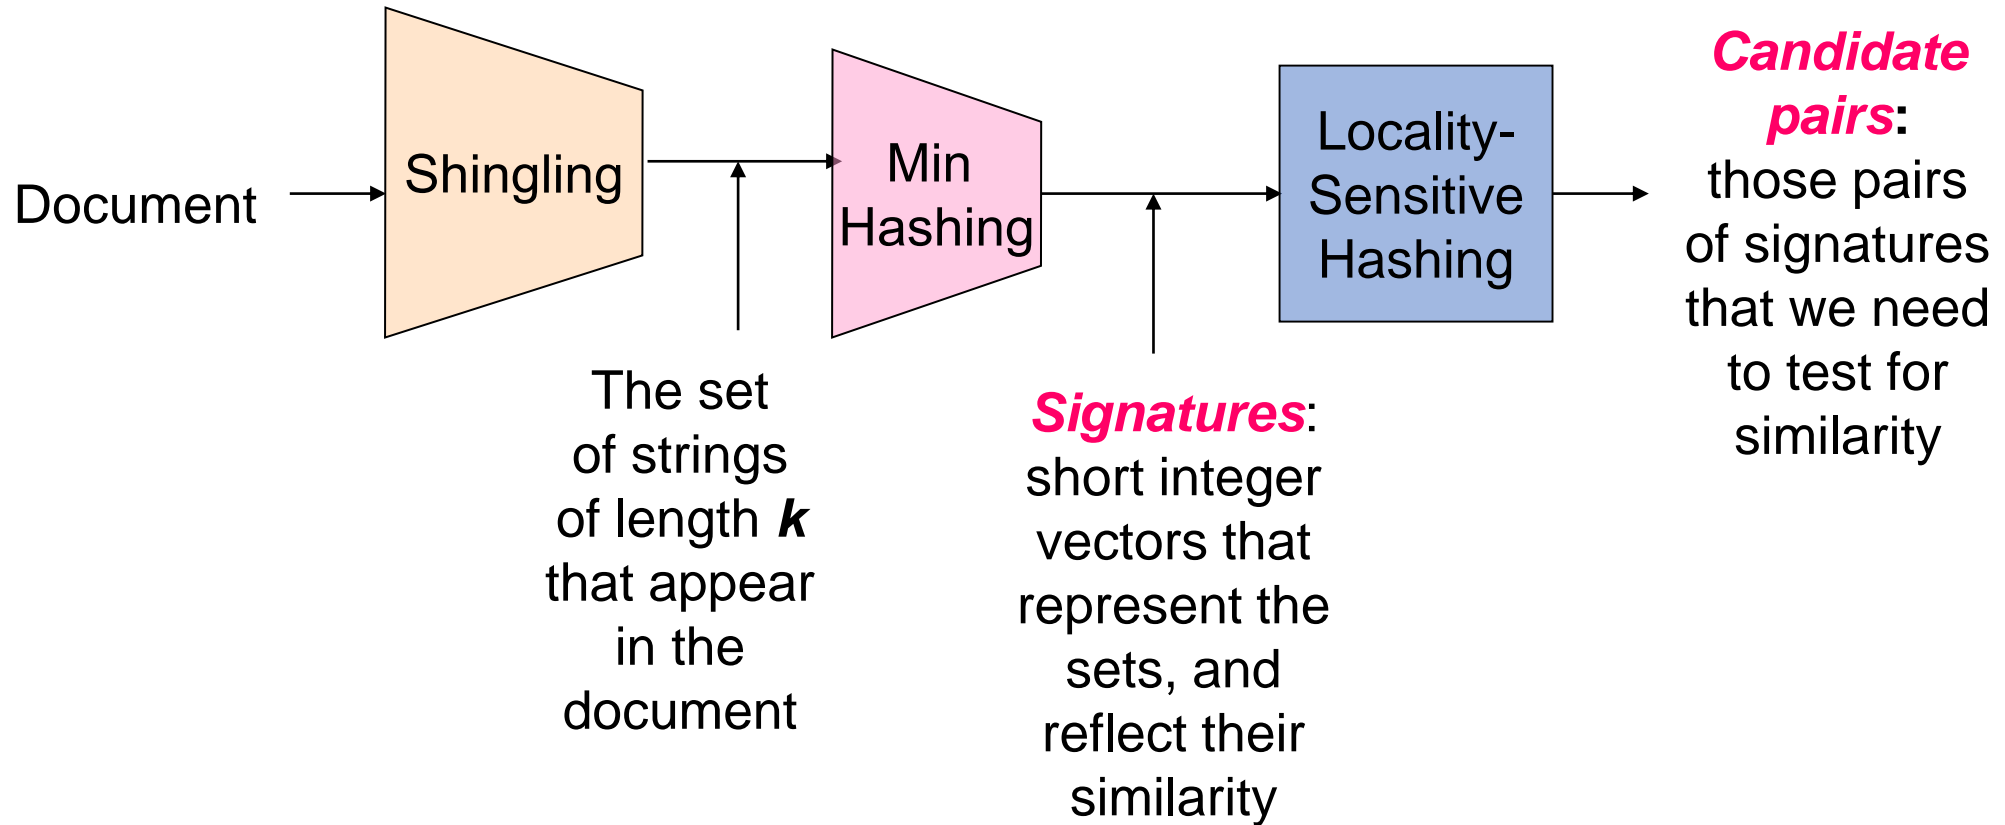 Document
Shingling
The set
of strings
of length k
that appear
in the
document
Min
Hashing
Signatures:
short integer
vectors that
represent the
sets, and
reflect their
similarity
Locality-
Sensitive
Hashing
Candidate
pairs:
those pairs
of signatures
that we need
to test for
similarity